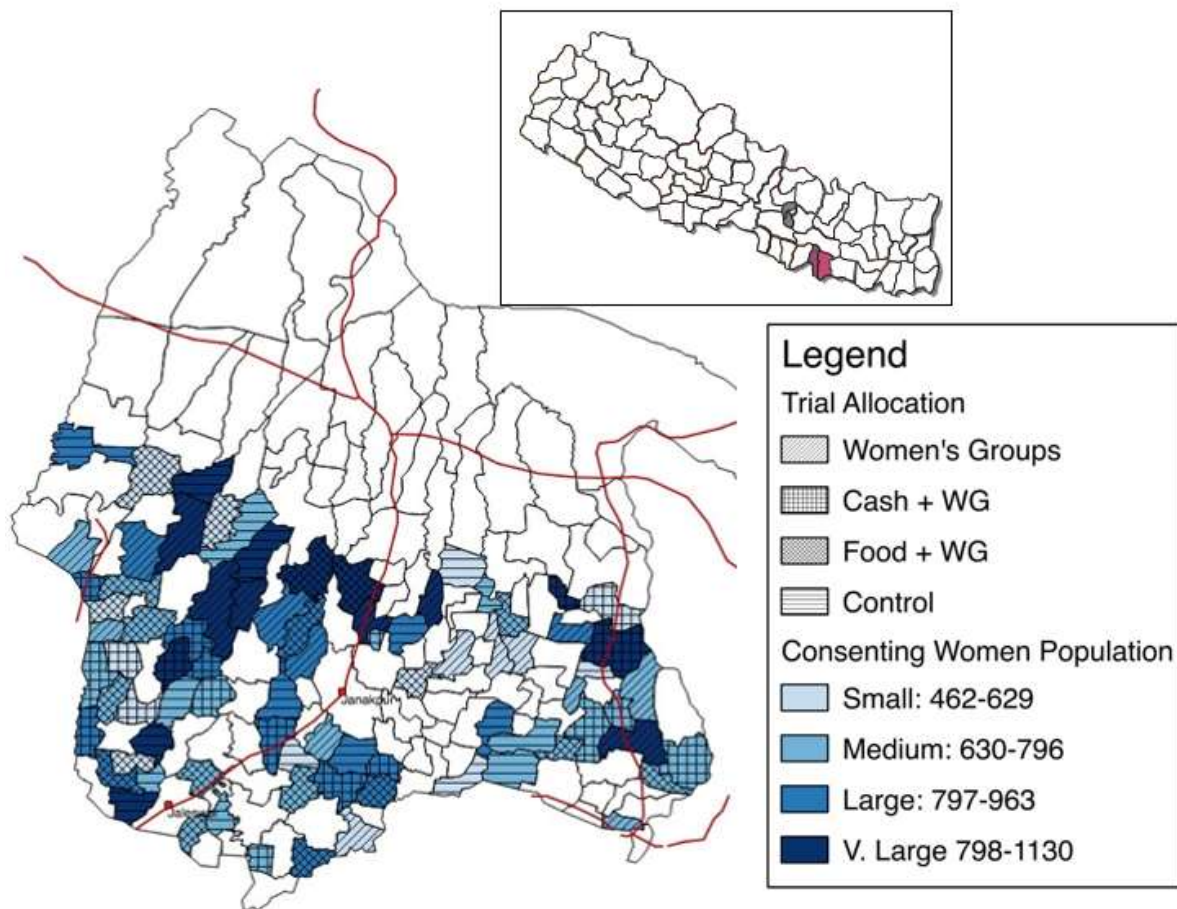 Legend
Trial Allocation
Women's Groups
Cash + WG
Food + WG
Control
Consenting Women Population
Small: 462-629
Medium: 630-796
Large: 797-963
V. Large 798-1130
Janakpur